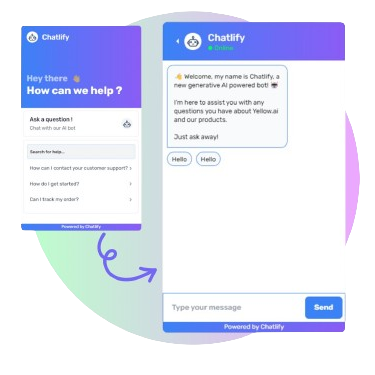 Chatlify
Hey there 👋
How can we help ?
Ask a question !
Chat with our AI bot
Search for help...
How can I contact your customer support? >
How do I get started? >
Can I track my order? >
Powered by Chatlify
Chatlify
Online
👋 Welcome, my name is Chatlify, a
new generative AI powered bot!
I'm here to assist you with any
questions you have about Yellow.ai
and our products.
Just ask away!
Hello Hello
Type your message Send
Powered by Chatlify